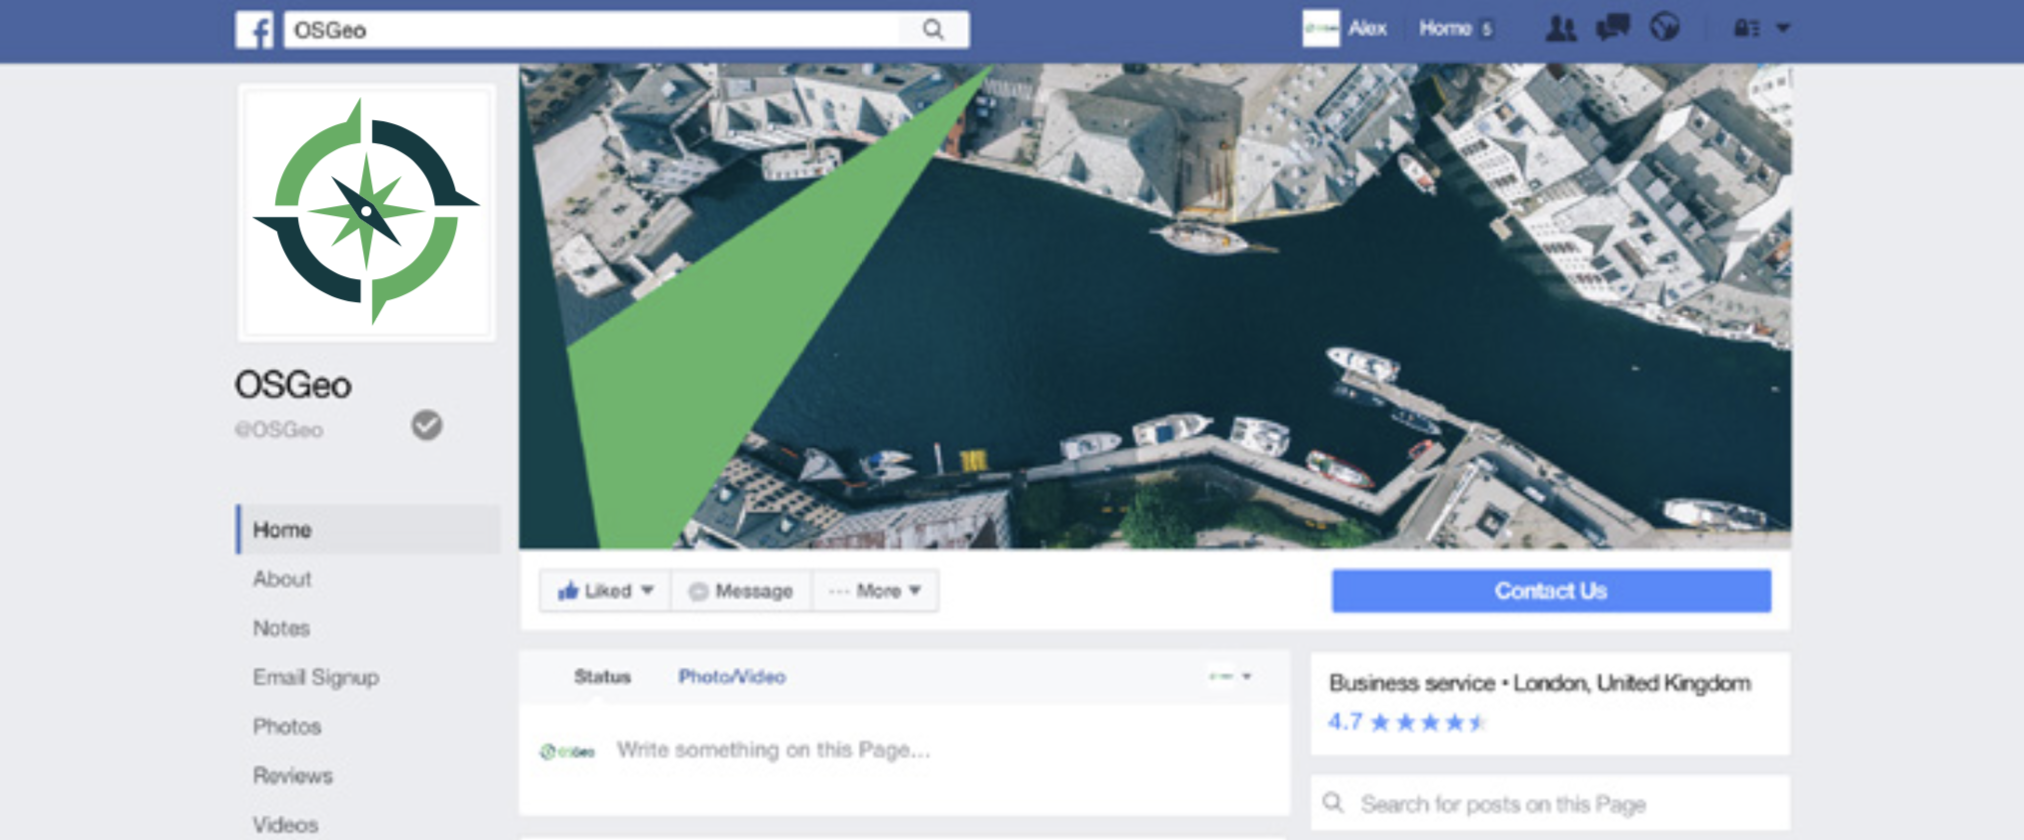 OSGeo
Alex Home 5
OSGeo
@OSGeo
Home
About
Notes
Email Signup
Photos
Reviews
Videos
Liked Message More
Contact Us
Status Photo/Video
OSGeo Write something on this Page...
Business service • London, United Kingdom
4.7
Search for posts on this Page